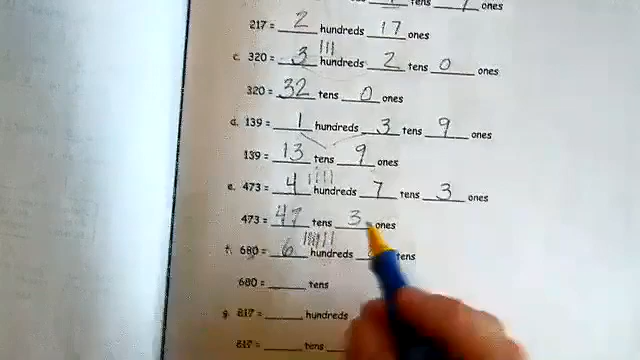 tens ones
217 = 2 hundreds 17 ones
c. 320 = 3 hundreds 2 tens 0 ones
320 = 32 tens 0 ones
d. 139 = 1 hundreds 3 tens 9 ones
139 = 13 tens 9 ones
e. 473 = 4 hundreds 7 tens 3 ones
473 = 47 tens 3 ones
f. 680 = 6 hundreds tens
680 = tens
g. 817 = hundreds
817 = tens